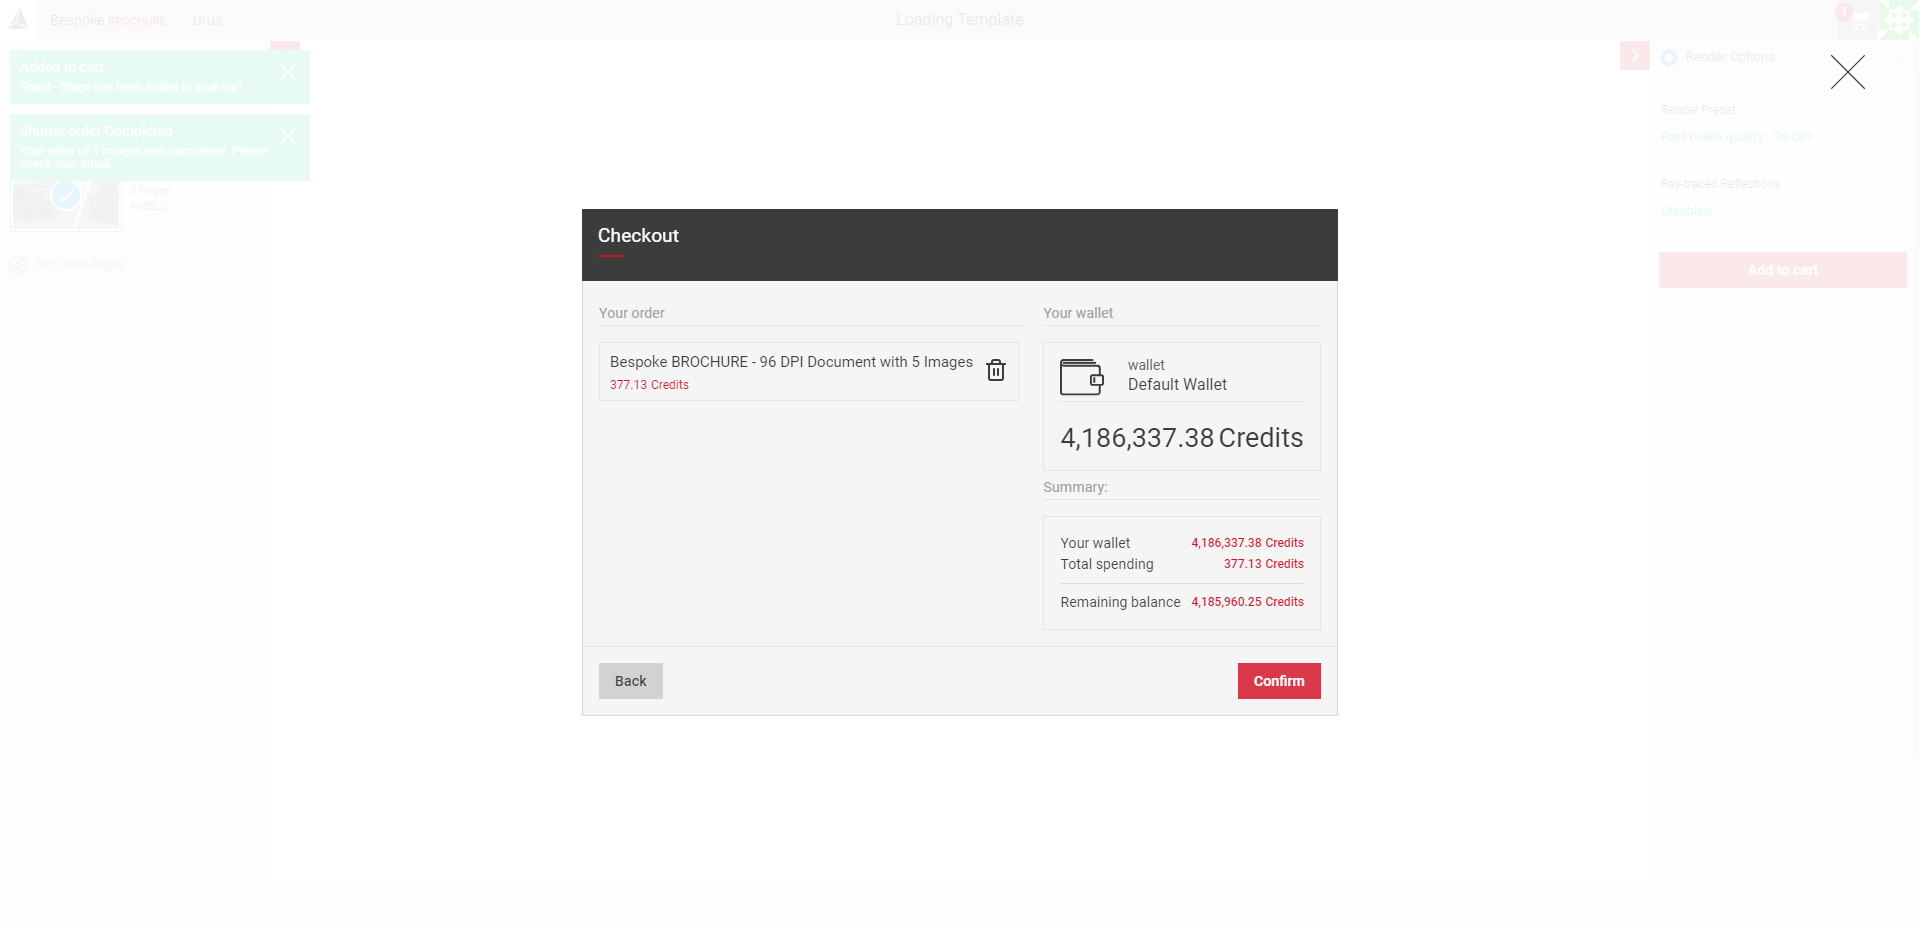 Bespoke BROCHURE
Urus
Loading Template
1
Added to cart
Shard - Stage has been added to your cart
Shutter order Completed
Your order of 1 images was completed. Please
check your email.
3 Pages
900SLC
Set Steer Angle
Render Options
Render Preset
Fast (web) quality - 96 DPI
Ray-traced Reflections
Disabled
Add to cart
Checkout
Your order
Bespoke BROCHURE - 96 DPI Document with 5 Images
377.13 Credits
Your wallet
wallet
Default Wallet
4,186,337.38 Credits
Summary:
Your wallet 4,186,337.38 Credits
Total spending 377.13 Credits
Remaining balance 4,185,960.25 Credits
Back
Confirm